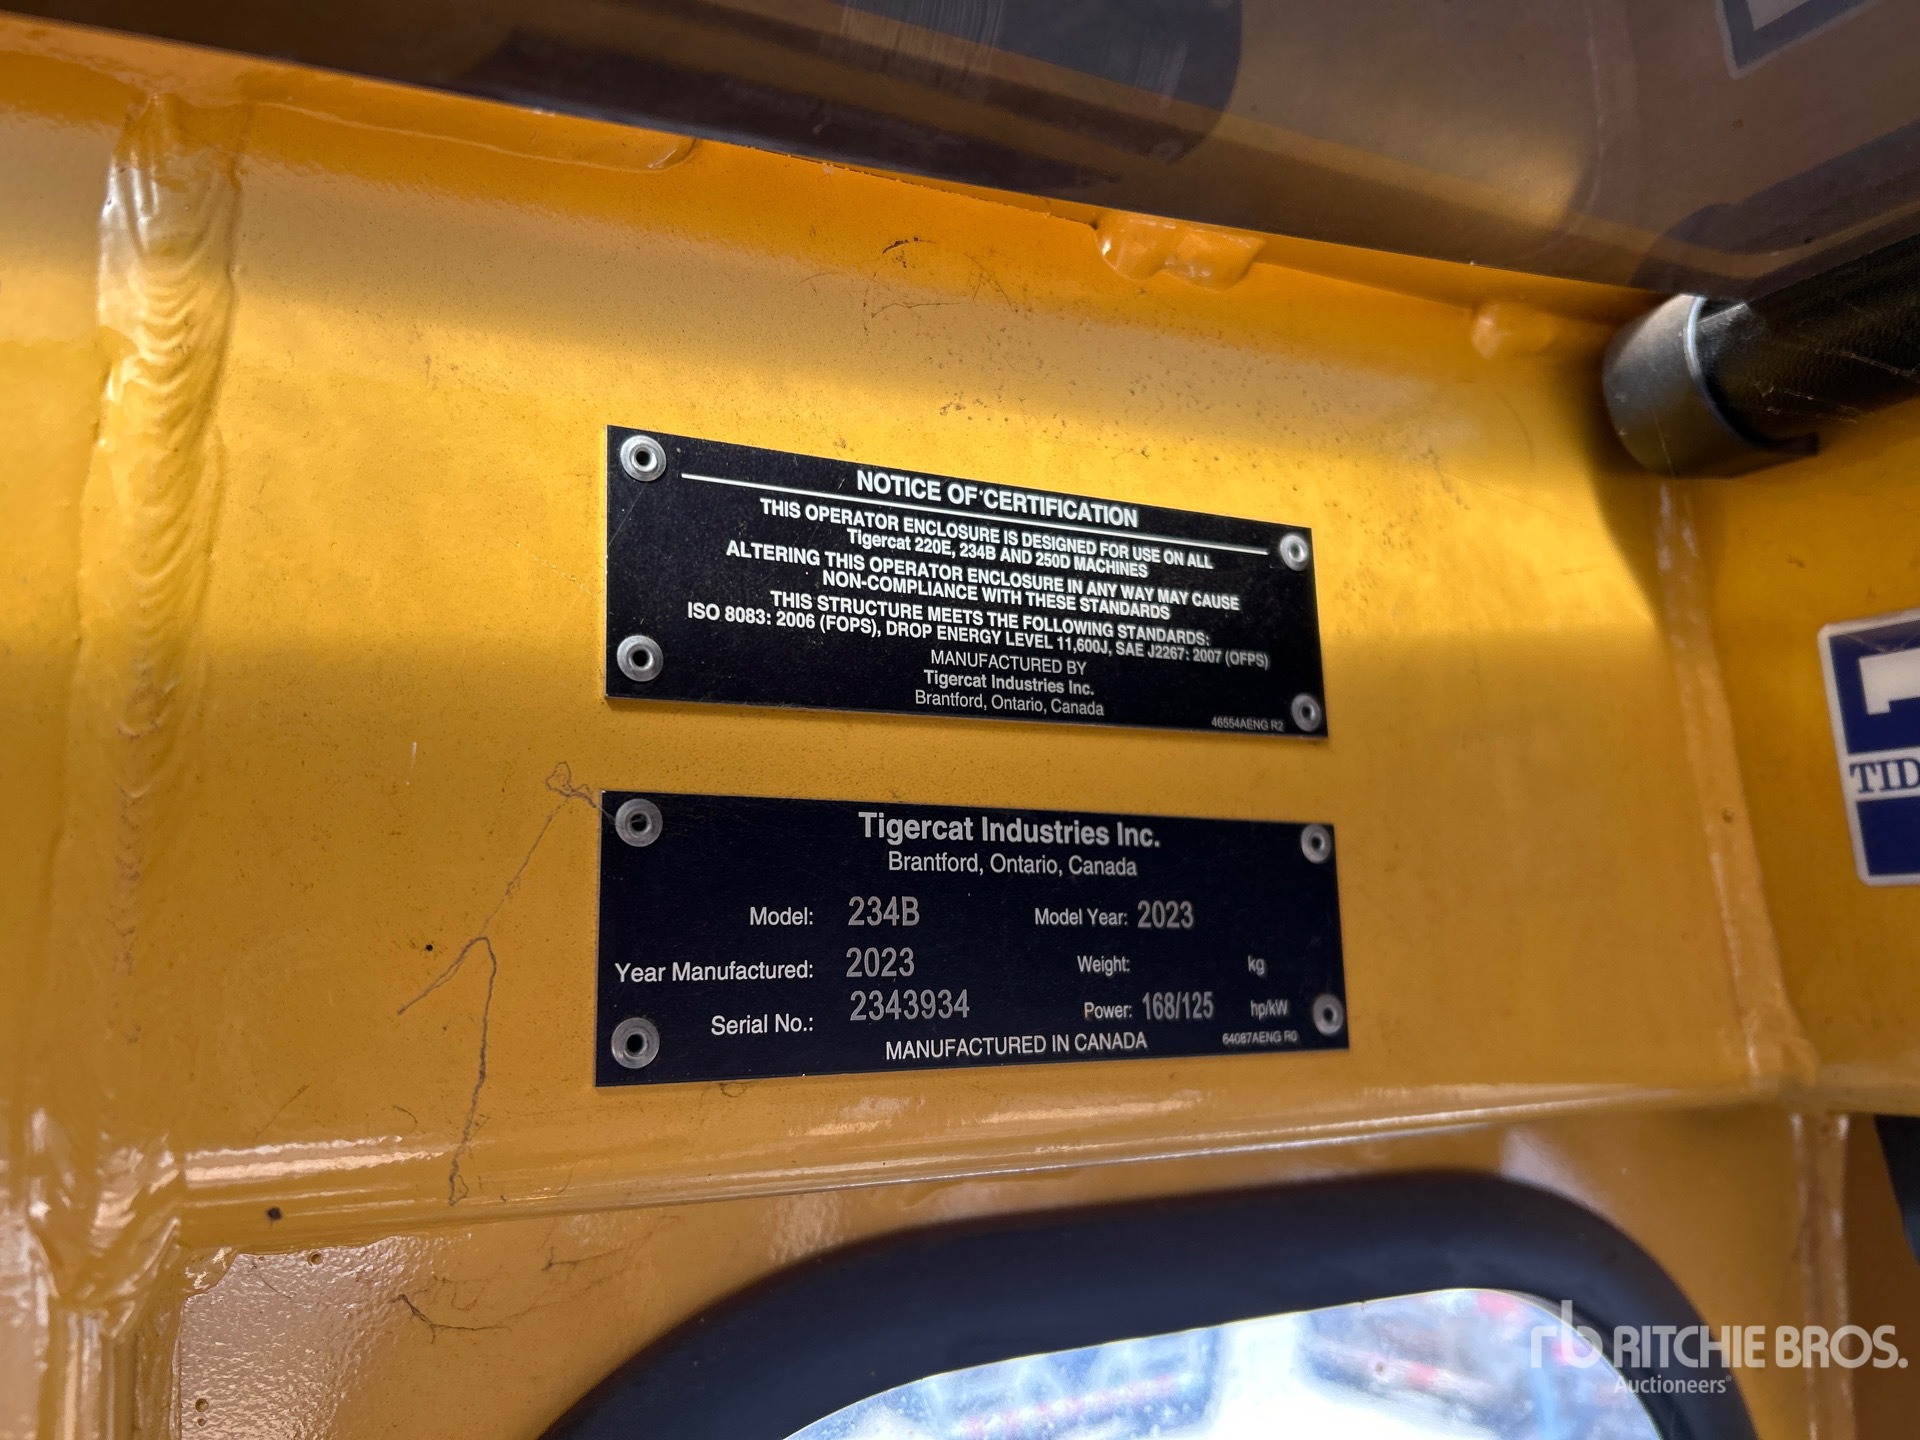 NOTICE OF CERTIFICATION
THIS OPERATOR ENCLOSURE IS DESIGNED FOR USE ON ALL
Tigercat 220E, 234B AND 250D MACHINES
ALTERING THIS OPERATOR ENCLOSURE IN ANY WAY MAY CAUSE
NON-COMPLIANCE WITH THESE STANDARDS
THIS STRUCTURE MEETS THE FOLLOWING STANDARDS:
ISO 8083: 2006 (FOPS), DROP ENERGY LEVEL 11,600J, SAE J2267: 2007 (OFPS)
MANUFACTURED BY
Tigercat Industries Inc.
Brantford, Ontario, Canada
46554AENG R2
Tigercat Industries Inc.
Brantford, Ontario, Canada
Model: 234B Model Year: 2023
Year Manufactured: 2023 Weight: kg
Serial No.: 2343934 Power: 168/125 hp/kW
MANUFACTURED IN CANADA
64087AENG R0
TID
rb RITCHIE BROS.
Auctioneers